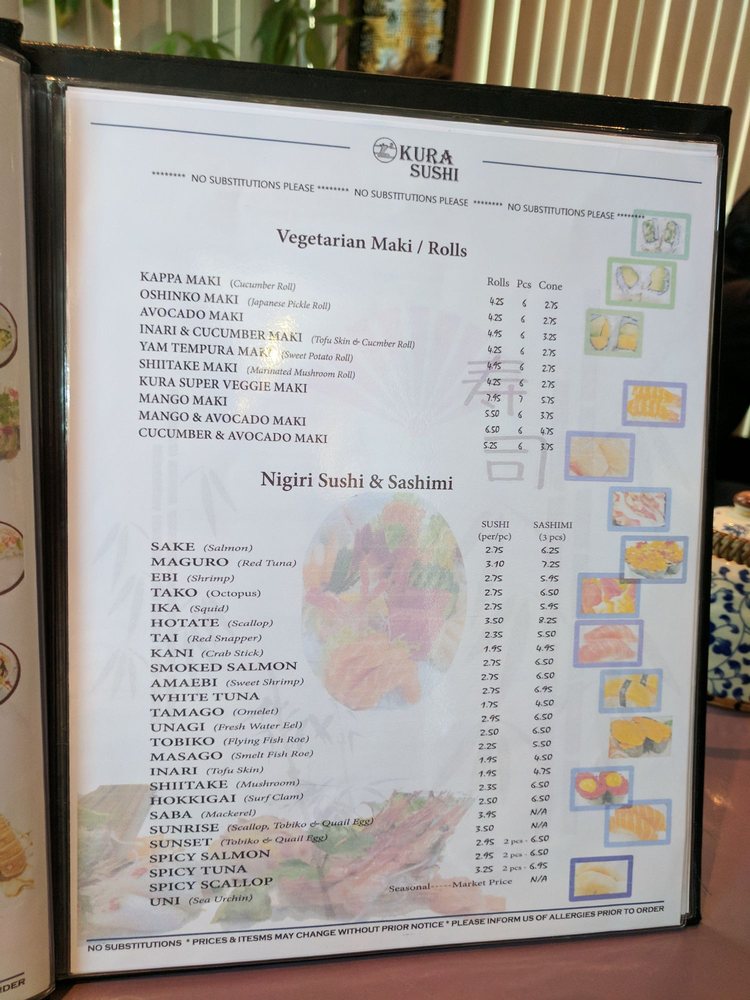 KURA
SUSHI
******** NO SUBSTITUTIONS PLEASE ******** NO SUBSTITUTIONS PLEASE ******** NO SUBSTITUTIONS PLEASE ********
Vegetarian Maki / Rolls
Rolls Pcs Cone
KAPPA MAKI (Cucumber Roll) 4.25 6 2.75
OSHINKO MAKI (Japanese Pickle Roll) 4.25 6 2.75
AVOCADO MAKI 4.95 6 3.25
INARI & CUCUMBER MAKI (Tofu Skin & Cucmber Roll) 4.25 6 2.75
YAM TEMPURA MAKI (Sweet Potato Roll) 4.95 6 2.75
SHIITAKE MAKI (Marinated Mushroom Roll) 4.25 6 2.75
KURA SUPER VEGGIE MAKI 7.95 7 5.75
MANGO MAKI 5.50 6 3.75
MANGO & AVOCADO MAKI 6.50 6 4.75
CUCUMBER & AVOCADO MAKI 5.25 6 3.75
寿
司
Nigiri Sushi & Sashimi
SUSHI SASHIMI
(per/pc) (3 pcs)
SAKE (Salmon) 2.75 6.25
MAGURO (Red Tuna) 3.10 7.25
EBI (Shrimp) 2.75 5.95
TAKO (Octopus) 2.75 6.50
IKA (Squid) 2.75 5.95
HOTATE (Scallop) 3.50 8.25
TAI (Red Snapper) 2.35 5.50
KANI (Crab Stick) 1.95 4.95
SMOKED SALMON 2.75 6.50
AMAEBI (Sweet Shrimp) 2.75 6.50
WHITE TUNA 2.75 6.95
TAMAGO (Omelet) 1.75 4.50
UNAGI (Fresh Water Eel) 2.95 6.50
TOBIKO (Flying Fish Roe) 2.50 6.50
MASAGO (Smelt Fish Roe) 2.25 5.50
INARI (Tofu Skin) 1.95 4.50
SHIITAKE (Mushroom) 1.95 4.75
HOKKIGAI (Surf Clam) 2.35 6.50
SABA (Mackerel) 2.50 6.50
SUNRISE (Scallop, Tobiko & Quail Egg) 3.95 N/A
SUNSET (Tobiko & Quail Egg) 3.50 N/A
SPICY SALMON 2.95 2 pcs - 6.50
SPICY TUNA 2.95 2 pcs - 6.50
SPICY SCALLOP 3.25 2 pcs - 6.95
UNI (Sea Urchin) Seasonal-----Market Price N/A
NO SUBSTITUTIONS * PRICES & ITESMS MAY CHANGE WITHOUT PRIOR NOTICE * PLEASE INFORM US OF ALLERGIES PRIOR TO ORDER